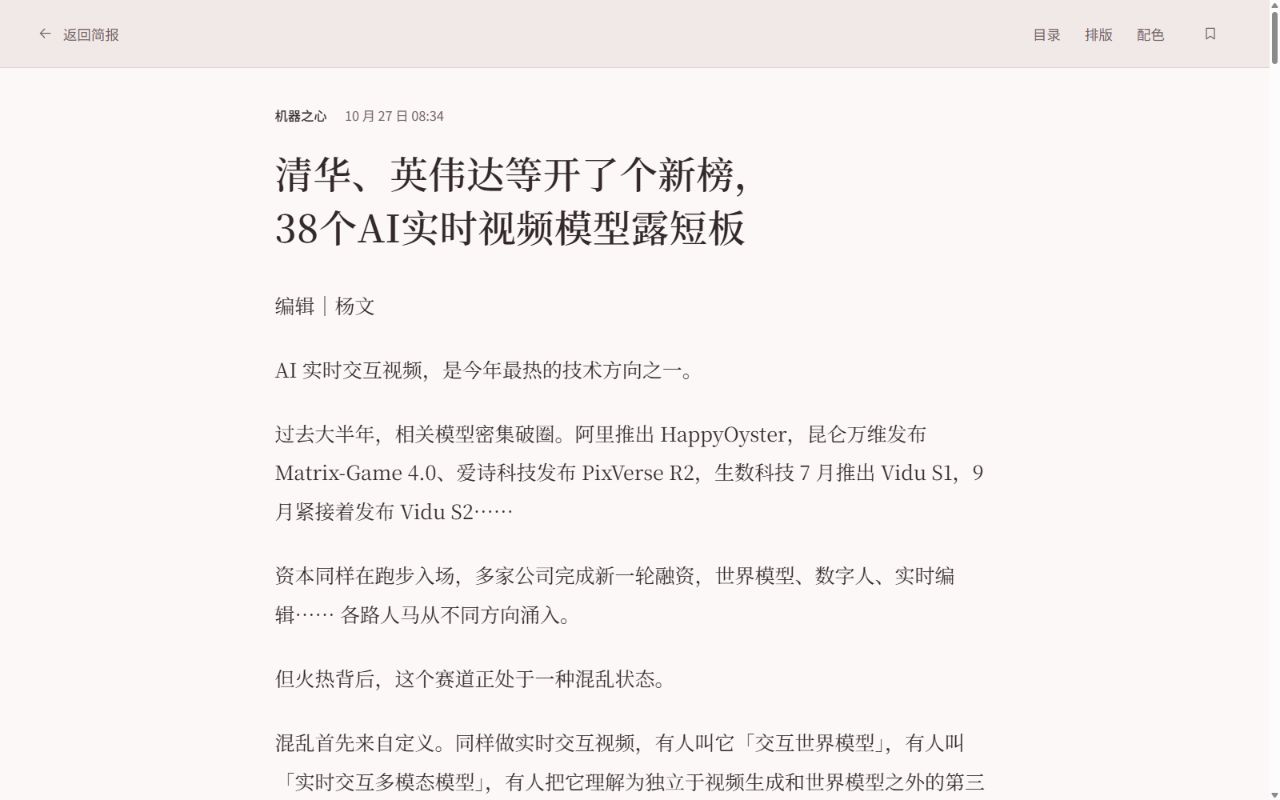 返回简报
目录 排版 配色
机器之心 10 月 27 日 08:34
清华、英伟达等开了个新榜，
38个AI实时视频模型露短板
编辑｜杨文
AI 实时交互视频，是今年最热的技术方向之一。
过去大半年，相关模型密集破圈。阿里推出 HappyOyster，昆仑万维发布
Matrix-Game 4.0、爱诗科技发布 PixVerse R2，生数科技 7 月推出 Vidu S1，9
月紧接着发布 Vidu S2……
资本同样在跑步入场，多家公司完成新一轮融资，世界模型、数字人、实时编
辑…… 各路人马从不同方向涌入。
但火热背后，这个赛道正处于一种混乱状态。
混乱首先来自定义。同样做实时交互视频，有人叫它「交互世界模型」，有人叫
「实时交互多模态模型」，有人把它理解为独立于视频生成和世界模型之外的第三